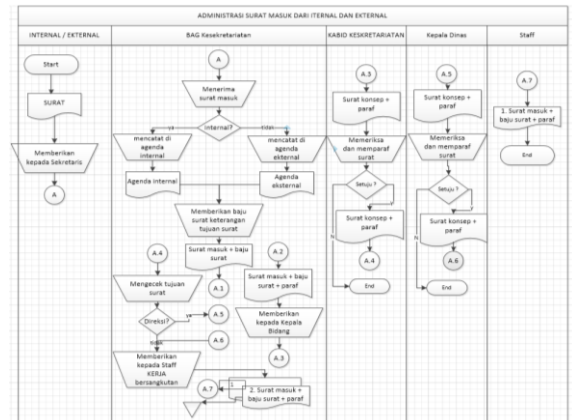 ADMINISTRASI SURAT MASUK DARI ITERNAL DAN EKTERNAL
INTERNAL / EKTERNAL
BAG Kesekretariatan
KABID KESKRETARIATAN
Kepala Dinas
Staff
Start
SURAT
Memberikan
kepada Sekretaris
A
A
Menerima
surat masuk
Internal?
ya
tidak
mencatat di
agenda
internal
mencatat di
agenda
ekternal
Agenda internal
Agenda
eksternal
Memberikan baju
surat keterangan
tujuan surat
Surat masuk + baju
surat
A.1
A.2
Surat masuk + baju
surat + paraf
Memberikan
kepada Kepala
Bidang
A.3
A.4
Mengecek tujuan
surat
Direksi?
ya
A.5
A.6
tidak
Memberikan
kepada Staff
KERJA
bersangkutan
A.7
1
2. Surat masuk +
baju surat + paraf
A.3
Surat konsep +
paraf
Memeriksa
dan memparaf
surat
Setuju ?
Y
N
Surat konsep +
paraf
A.4
End
A.5
Surat konsep +
paraf
Memeriksa
dan memparaf
surat
Setuju ?
Y
N
Surat konsep +
paraf
A.6
End
A.7
1. Surat masuk +
baju surat + paraf
End